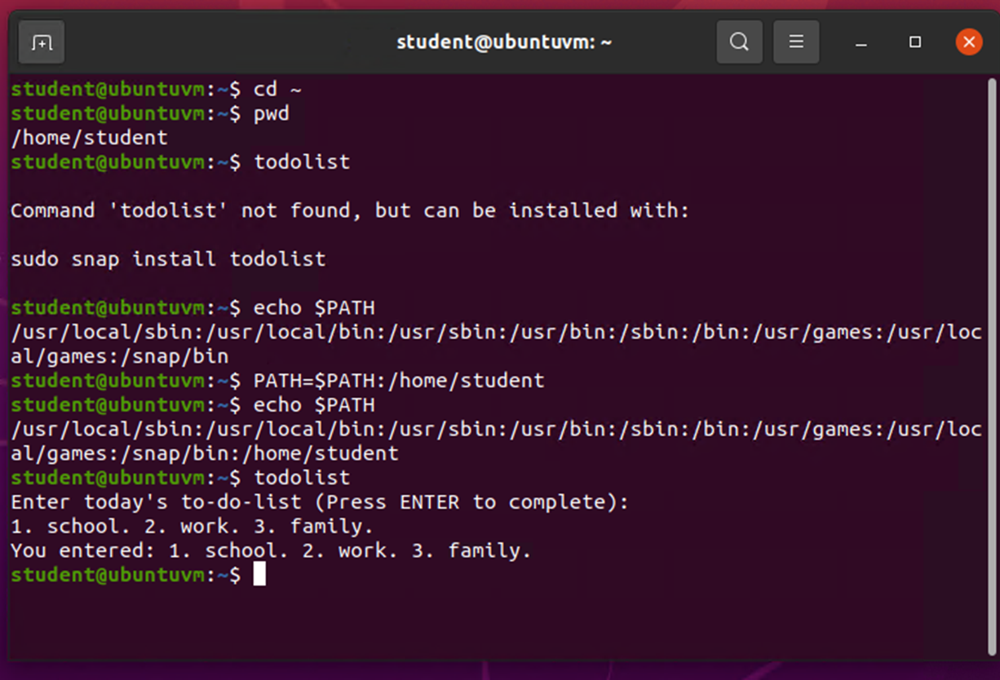 student@ubuntuvm: ~
student@ubuntuvm:~$ cd ~
student@ubuntuvm:~$ pwd
/home/student
student@ubuntuvm:~$ todolist
Command 'todolist' not found, but can be installed with:
sudo snap install todolist
student@ubuntuvm:~$ echo $PATH
/usr/local/sbin:/usr/local/bin:/usr/sbin:/usr/bin:/sbin:/bin:/usr/games:/usr/loc
al/games:/snap/bin
student@ubuntuvm:~$ PATH=$PATH:/home/student
student@ubuntuvm:~$ echo $PATH
/usr/local/sbin:/usr/local/bin:/usr/sbin:/usr/bin:/sbin:/bin:/usr/games:/usr/loc
al/games:/snap/bin:/home/student
student@ubuntuvm:~$ todolist
Enter today's to-do-list (Press ENTER to complete):
1. school. 2. work. 3. family.
You entered: 1. school. 2. work. 3. family.
student@ubuntuvm:~$